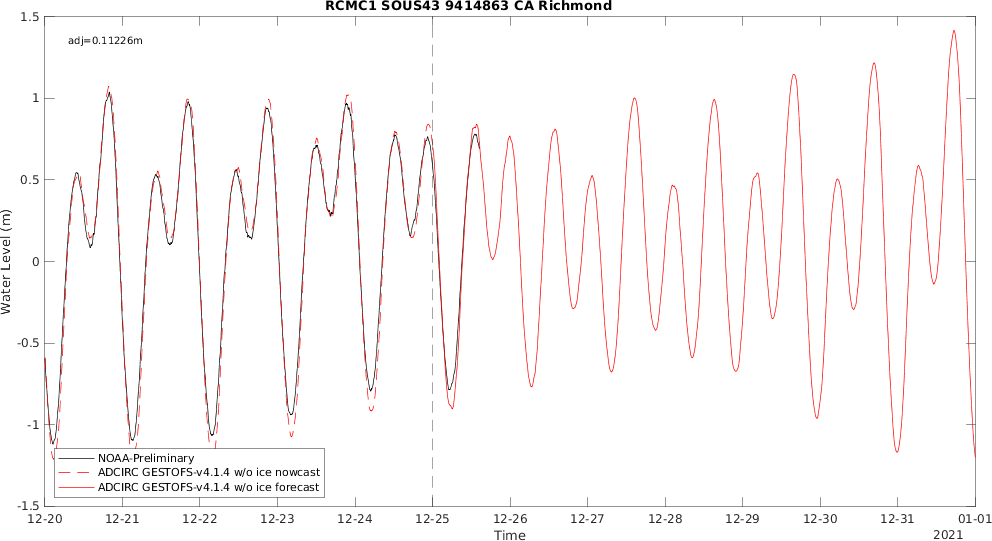 RCMC1 SOUS43 9414863 CA Richmond
adj=0.11226m
1.5
1
0.5
0
-0.5
-1
-1.5
Water Level (m)
NOAA-Preliminary
ADCIRC GESTOFS-v4.1.4 w/o ice nowcast
ADCIRC GESTOFS-v4.1.4 w/o ice forecast
12-20 12-21 12-22 12-23 12-24 12-25 12-26 12-27 12-28 12-29 12-30 12-31 01-01
Time
2021